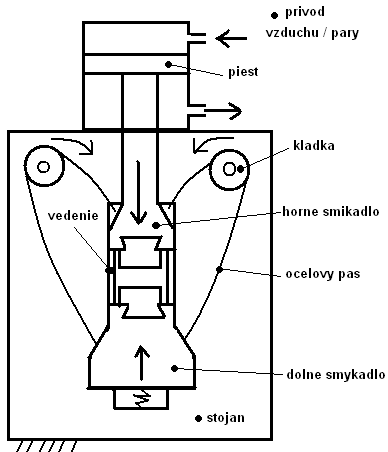 privod
vzduchu / pary
piest
kladka
horne smikadlo
vedenie
ocelovy pas
dolne smykadlo
stojan